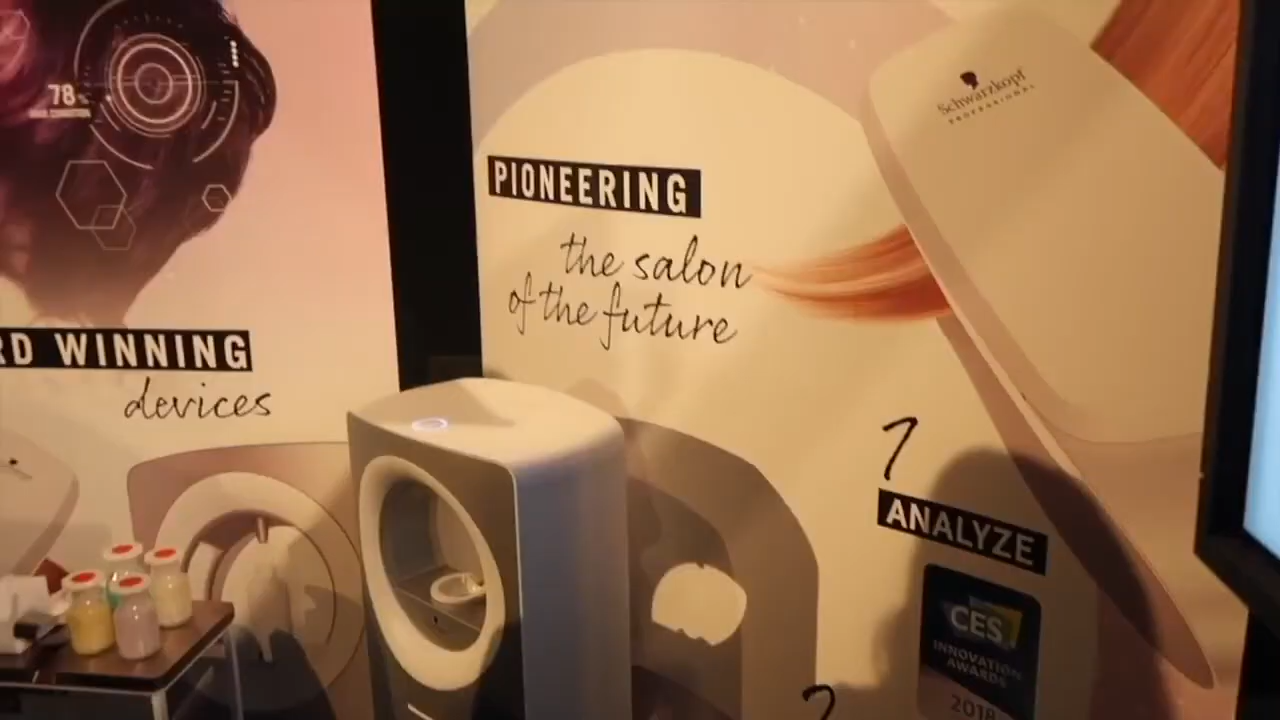 78%
RD WINNING
devices
Schwarzkopf
PROFESSIONAL
PIONEERING
the salon
of the future
1
ANALYZE
CES
INNOVATION
AWARDS
2018
2